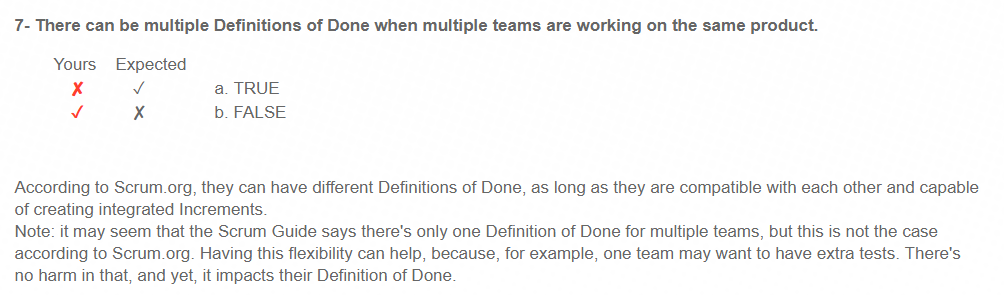 7- There can be multiple Definitions of Done when multiple teams are working on the same product.
Yours Expected
✗ ✓ a. TRUE
✓ ✗ b. FALSE
According to Scrum.org, they can have different Definitions of Done, as long as they are compatible with each other and capable
of creating integrated Increments.
Note: it may seem that the Scrum Guide says there's only one Definition of Done for multiple teams, but this is not the case
according to Scrum.org. Having this flexibility can help, because, for example, one team may want to have extra tests. There's
no harm in that, and yet, it impacts their Definition of Done.